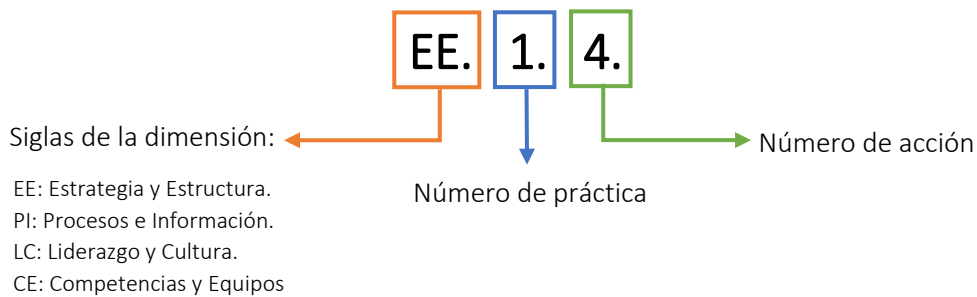 EE. 1. 4.
Siglas de la dimensión:
EE: Estrategia y Estructura.
PI: Procesos e Información.
LC: Liderazgo y Cultura.
CE: Competencias y Equipos
Número de práctica
Número de acción